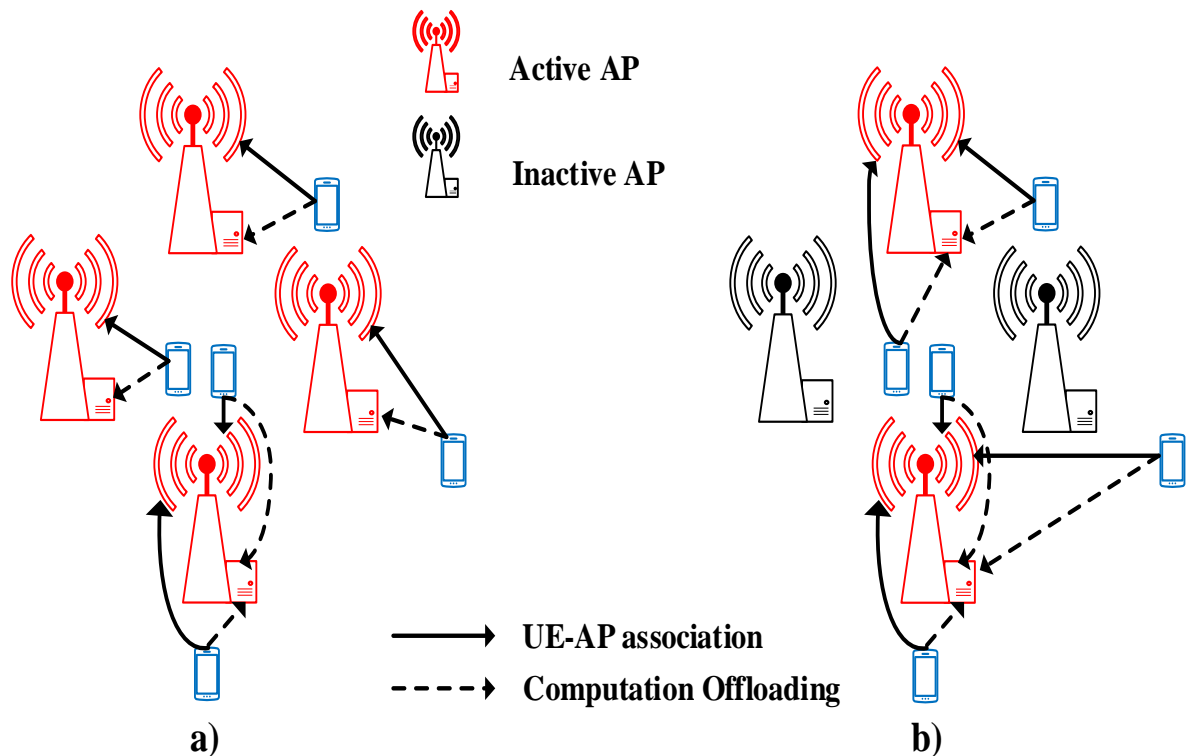 Active AP
Inactive AP
UE-AP association
Computation Offloading
a)
b)